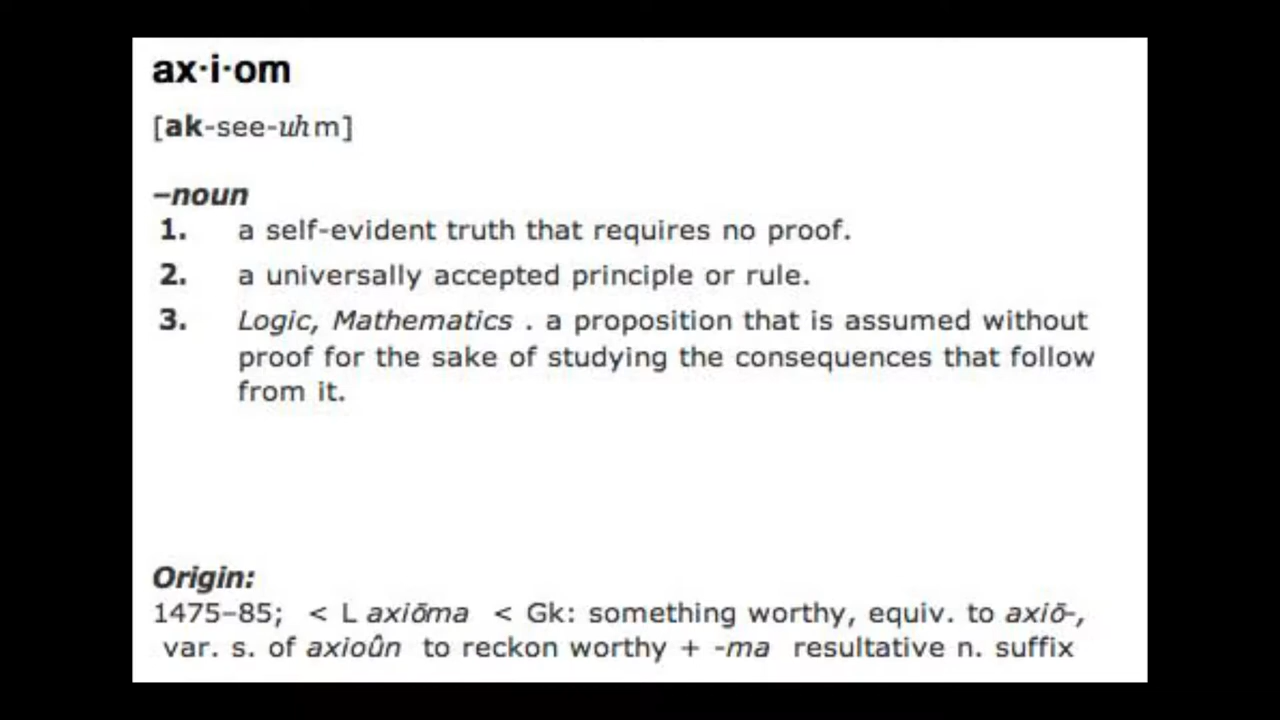 ax·i·om
[ak-see-uhm]
–noun
1. a self-evident truth that requires no proof.
2. a universally accepted principle or rule.
3. Logic, Mathematics . a proposition that is assumed without
proof for the sake of studying the consequences that follow
from it.
Origin:
1475–85; < L axiōma < Gk: something worthy, equiv. to axiō-,
var. s. of axioûn to reckon worthy + -ma resultative n. suffix